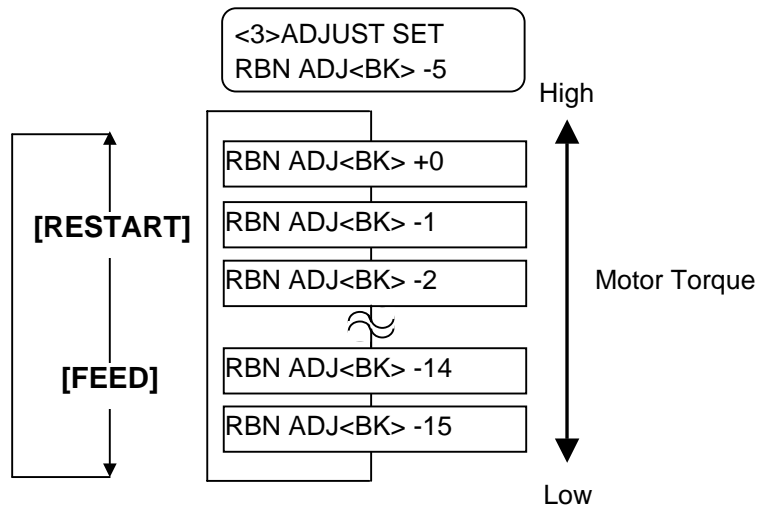 <3>ADJUST SET
RBN ADJ<BK> -5
High
RBN ADJ<BK> +0
[RESTART]
RBN ADJ<BK> -1
RBN ADJ<BK> -2
Motor Torque
RBN ADJ<BK> -14
[FEED]
RBN ADJ<BK> -15
Low